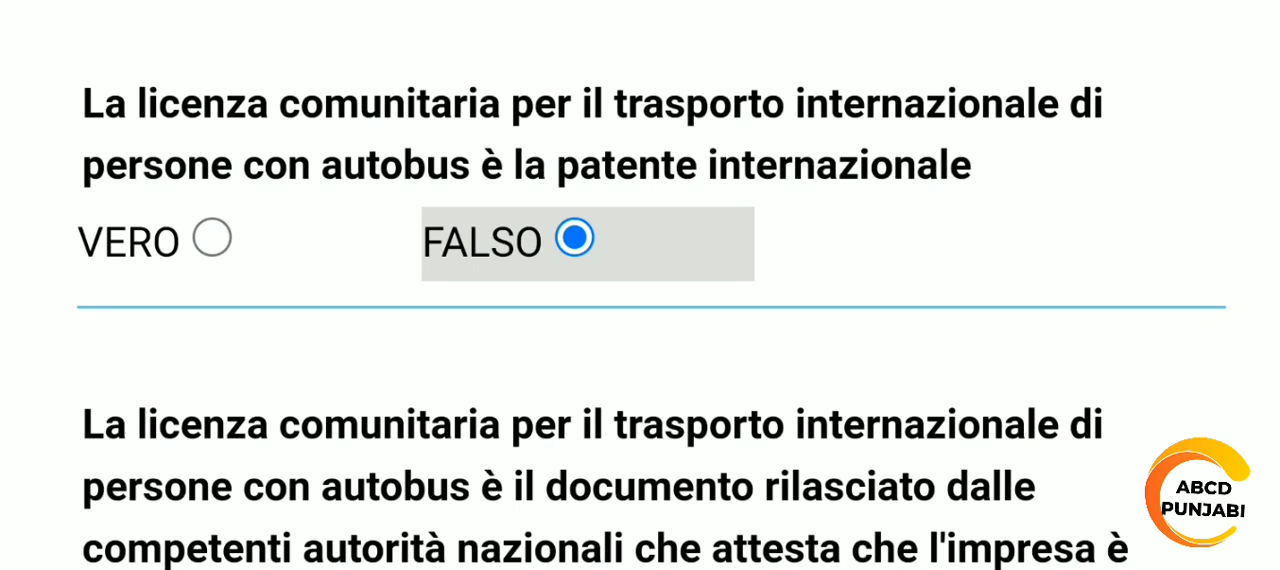 La licenza comunitaria per il trasporto internazionale di
persone con autobus è la patente internazionale
VERO FALSO
La licenza comunitaria per il trasporto internazionale di
persone con autobus è il documento rilasciato dalle
competenti autorità nazionali che attesta che l'impresa è
ABCD
PUNJABI